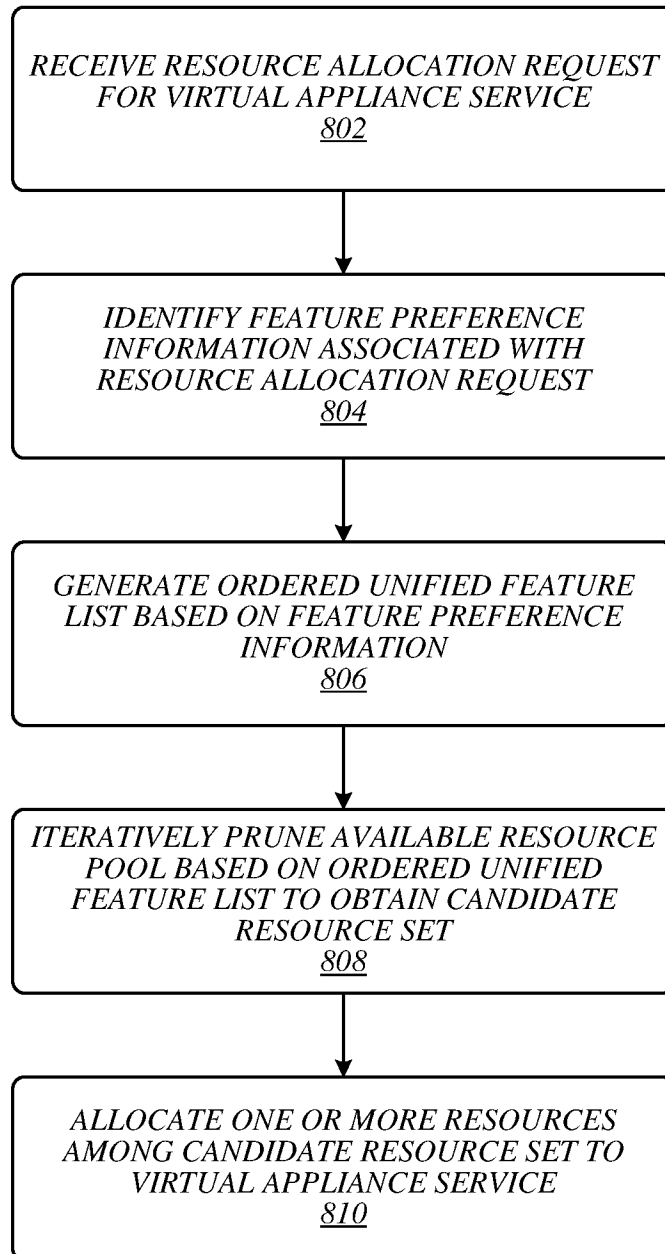 RECEIVE RESOURCE ALLOCATION REQUEST
FOR VIRTUAL APPLIANCE SERVICE
802
IDENTIFY FEATURE PREFERENCE
INFORMATION ASSOCIATED WITH
RESOURCE ALLOCATION REQUEST
804
GENERATE ORDERED UNIFIED FEATURE
LIST BASED ON FEATURE PREFERENCE
INFORMATION
806
ITERATIVELY PRUNE AVAILABLE RESOURCE
POOL BASED ON ORDERED UNIFIED
FEATURE LIST TO OBTAIN CANDIDATE
RESOURCE SET
808
ALLOCATE ONE OR MORE RESOURCES
AMONG CANDIDATE RESOURCE SET TO
VIRTUAL APPLIANCE SERVICE
810